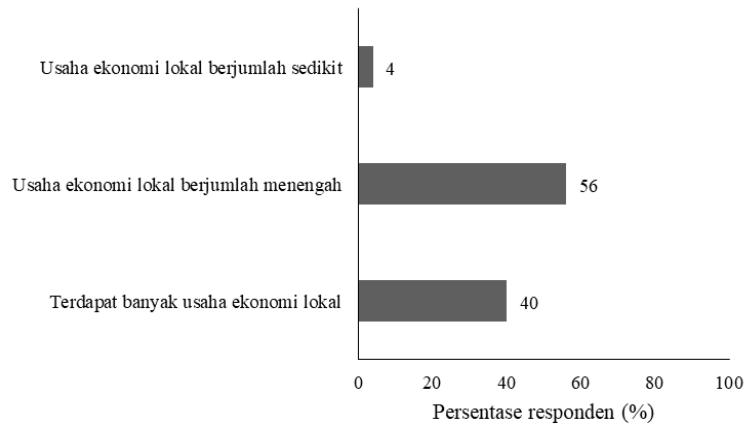 Usaha ekonomi lokal berjumlah sedikit
4
Usaha ekonomi lokal berjumlah menengah
56
Terdapat banyak usaha ekonomi lokal
40
0 20 40 60 80 100
Persentase responden (%)